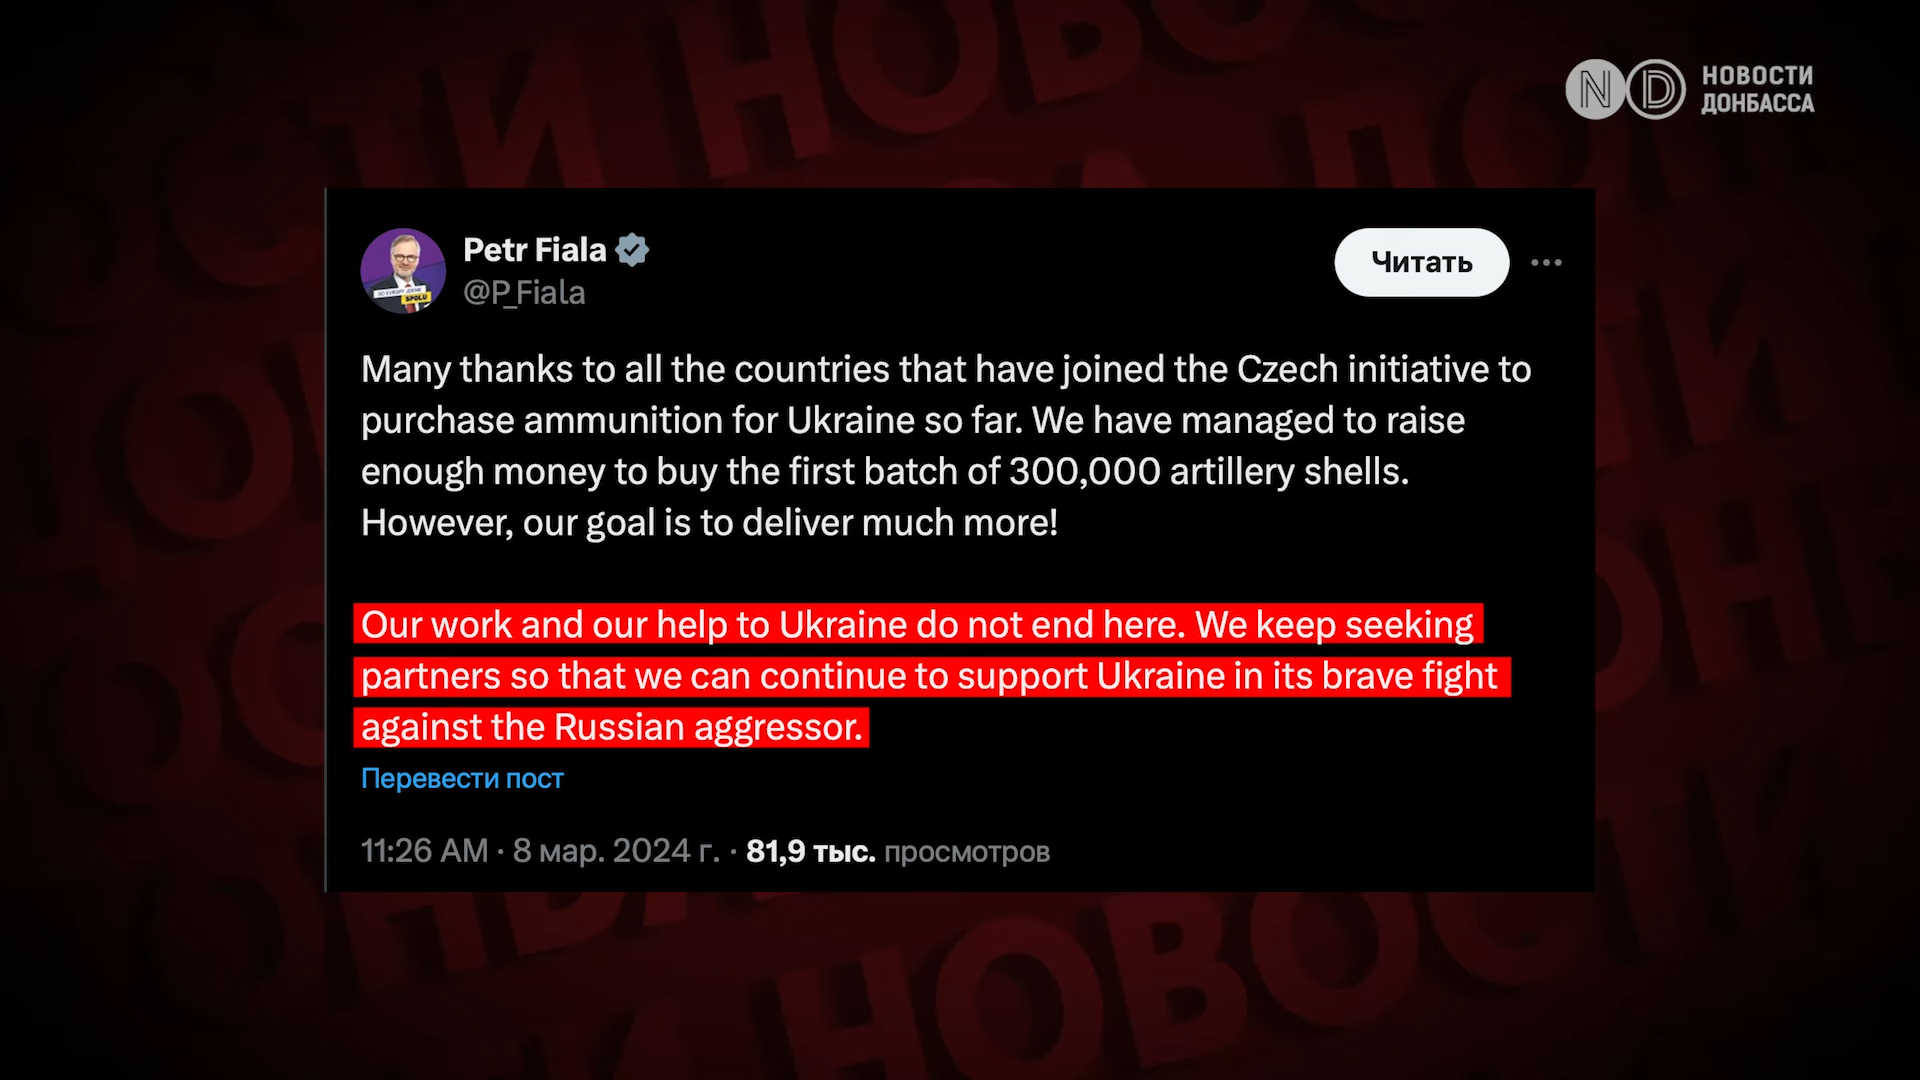 НОВОСТИ
ДОНБАССА
Petr Fiala
@P_Fiala
Читать
Many thanks to all the countries that have joined the Czech initiative to
purchase ammunition for Ukraine so far. We have managed to raise
enough money to buy the first batch of 300,000 artillery shells.
However, our goal is to deliver much more!
Our work and our help to Ukraine do not end here. We keep seeking
partners so that we can continue to support Ukraine in its brave fight
against the Russian aggressor.
Перевести пост
11:26 AM · 8 мар. 2024 г. · 81,9 тыс. просмотров